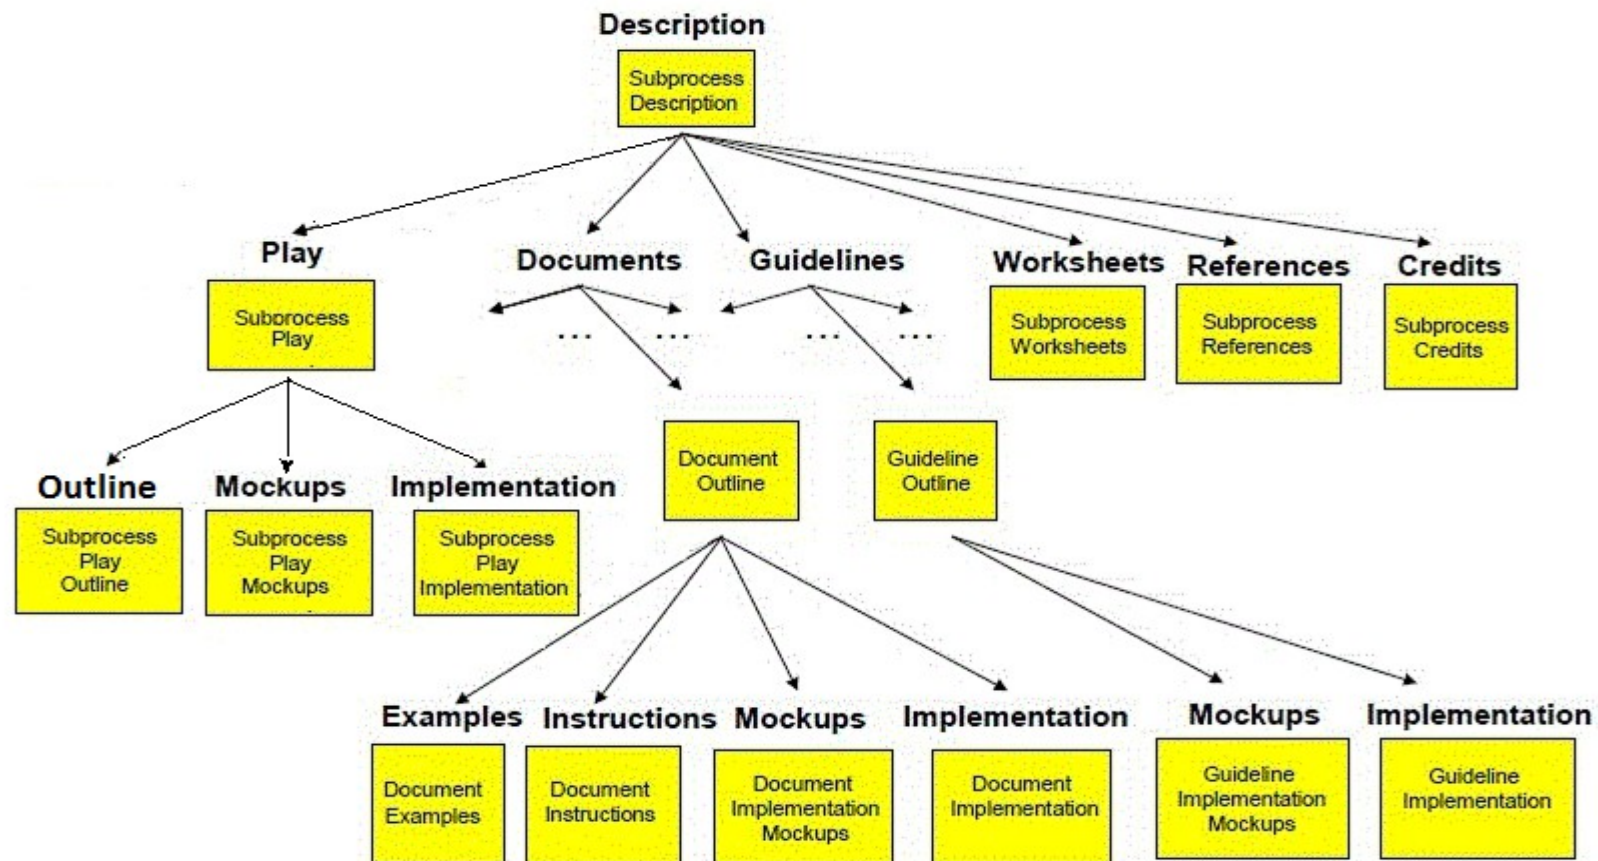 Description
Subprocess
Description
Play
Documents
Guidelines
Worksheets
References
Credits
Subprocess
Play
...
...
...
...
Subprocess
Worksheets
Subprocess
References
Subprocess
Credits
Document
Outline
Guideline
Outline
Outline
Mockups
Implementation
Subprocess
Play
Outline
Subprocess
Play
Mockups
Subprocess
Play
Implementation
Examples
Instructions
Mockups
Implementation
Mockups
Implementation
Document
Examples
Document
Instructions
Document
Implementation
Mockups
Document
Implementation
Guideline
Implementation
Mockups
Guideline
Implementation